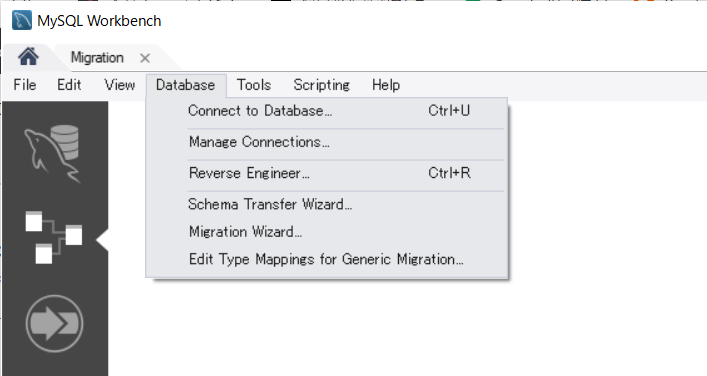 MySQL Workbench
Migration
File Edit View Database Tools Scripting Help
Connect to Database... Ctrl+U
Manage Connections...
Reverse Engineer... Ctrl+R
Schema Transfer Wizard...
Migration Wizard...
Edit Type Mappings for Generic Migration...